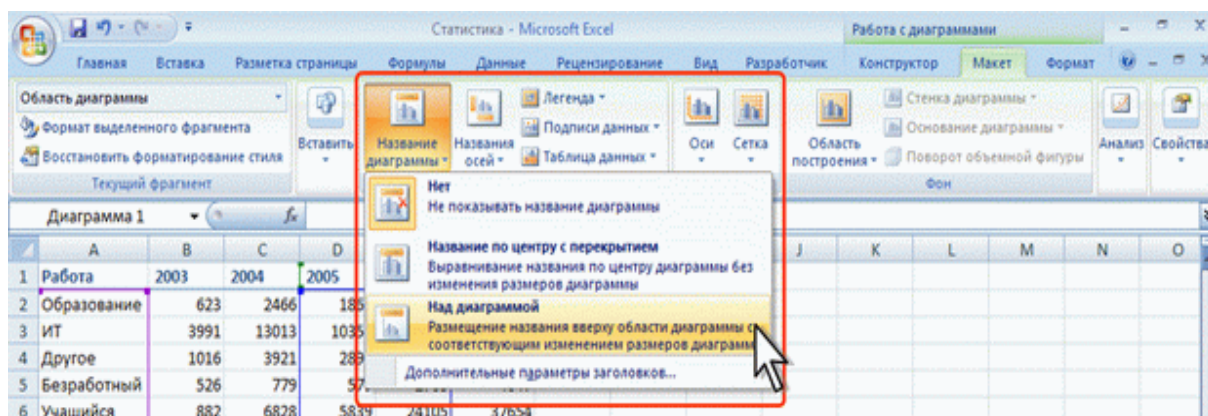 Статистика - Microsoft Excel
Работа с диаграммами
Главная Вставка Разметка страницы Формулы Данные Рецензирование Вид Разработчик Конструктор Макет Формат
Область диаграммы
Формат выделенного фрагмента
Восстановить форматирование стиля
Текущий фрагмент
Вставить
Название диаграммы
Названия осей
Легенда
Подписи данных
Таблица данных
Оси
Сетка
Область построения
Стенка диаграммы
Основание диаграммы
Поворот объемной фигуры
Фон
Анализ
Свойства
Нет
Не показывать название диаграммы
Название по центру с перекрытием
Выравнивание названия по центру диаграммы без
изменения размеров диаграммы
Над диаграммой
Размещение названия вверху области диаграммы с
соответствующим изменением размеров диаграмм
Дополнительные параметры заголовков...
Диаграмма 1 fx
A B C D J K L M N O
1 Работа 2003 2004 2005
2 Образование 623 2466
3 ИТ 3991 13013 1035
4 Другое 1016 3921 289
5 Безработный 526 779
6 Учащийся 882 6828 5839 24105 37654